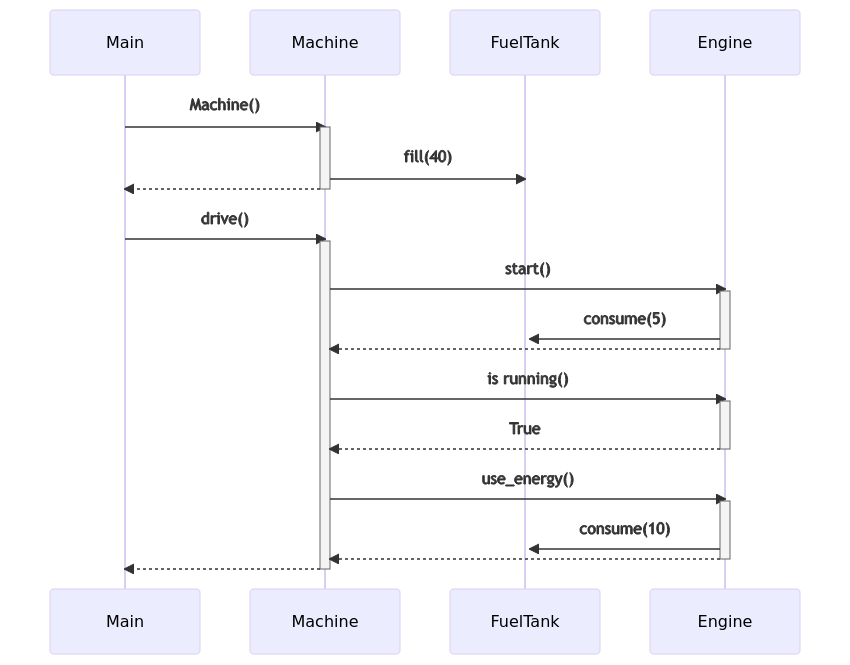 Main
Machine
FuelTank
Engine
Machine()
fill(40)
drive()
start()
consume(5)
is running()
True
use_energy()
consume(10)
Main
Machine
FuelTank
Engine